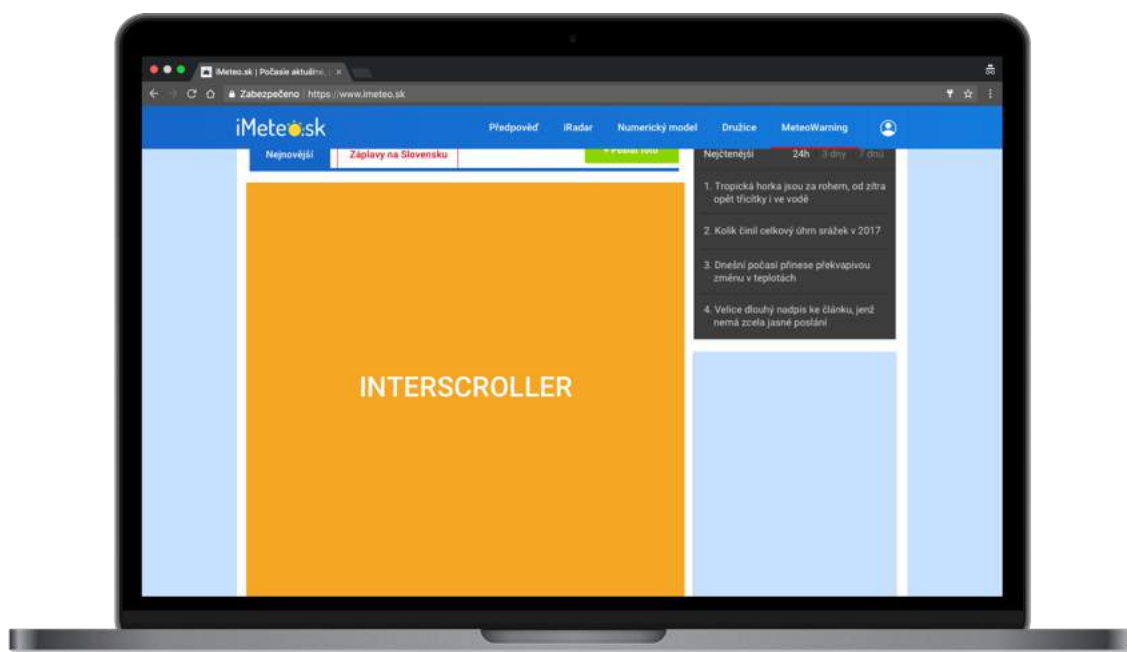 iMeteo.sk | Počasie aktuálne,
Zabezpečeno https://www.imeteo.sk
iMeteo.sk
Předpověď iRadar Numerický model Družice MeteoWarning
Nejnovější Záplavy na Slovensku + Poslat foto
Nejčtenější 24h 3 dny 7 dnů
1. Tropická horka jsou za rohem, od zítra
opět třicítky i ve vodě
2. Kolik činil celkový úhrn srážek v 2017
3. Dnešní počasí přinese překvapivou
změnu v teplotách
4. Velice dlouhý nadpis ke článku, jenž
nemá zcela jasné poslání
INTERSCROLLER